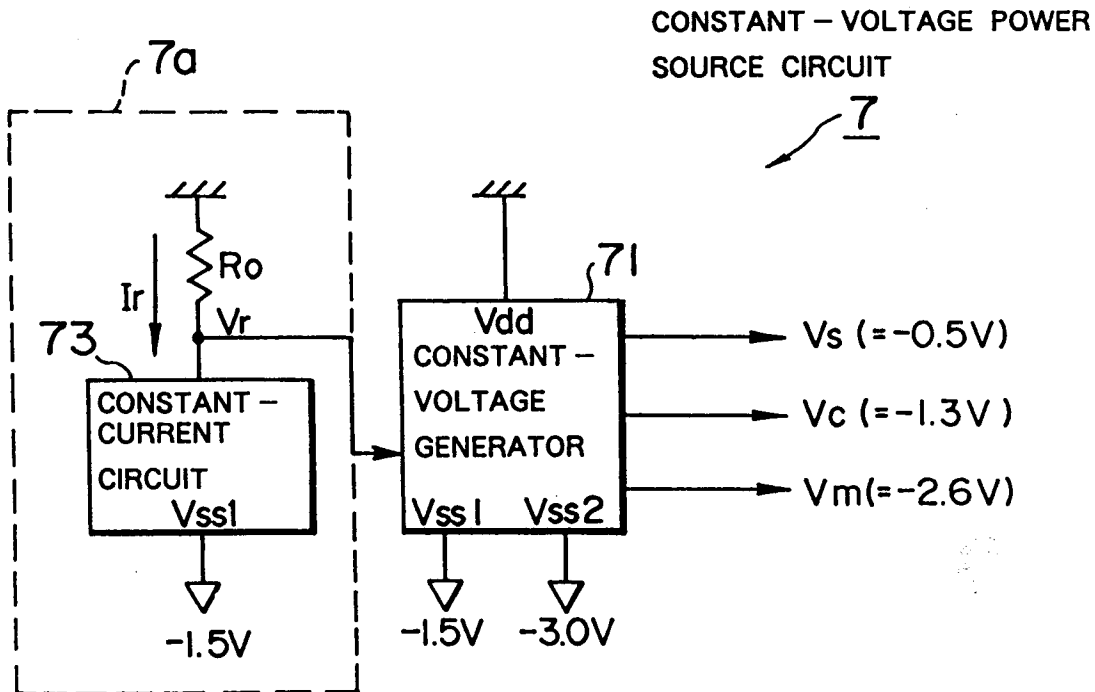 CONSTANT-VOLTAGE POWER
SOURCE CIRCUIT
7
7a
Ro
Ir
Vr
73
CONSTANT-
CURRENT
CIRCUIT
Vss1
-1.5V
71
Vdd
CONSTANT-
VOLTAGE
GENERATOR
Vss1 Vss2
-1.5V -3.0V
Vs (=-0.5V)
Vc (=-1.3V)
Vm(=-2.6V)